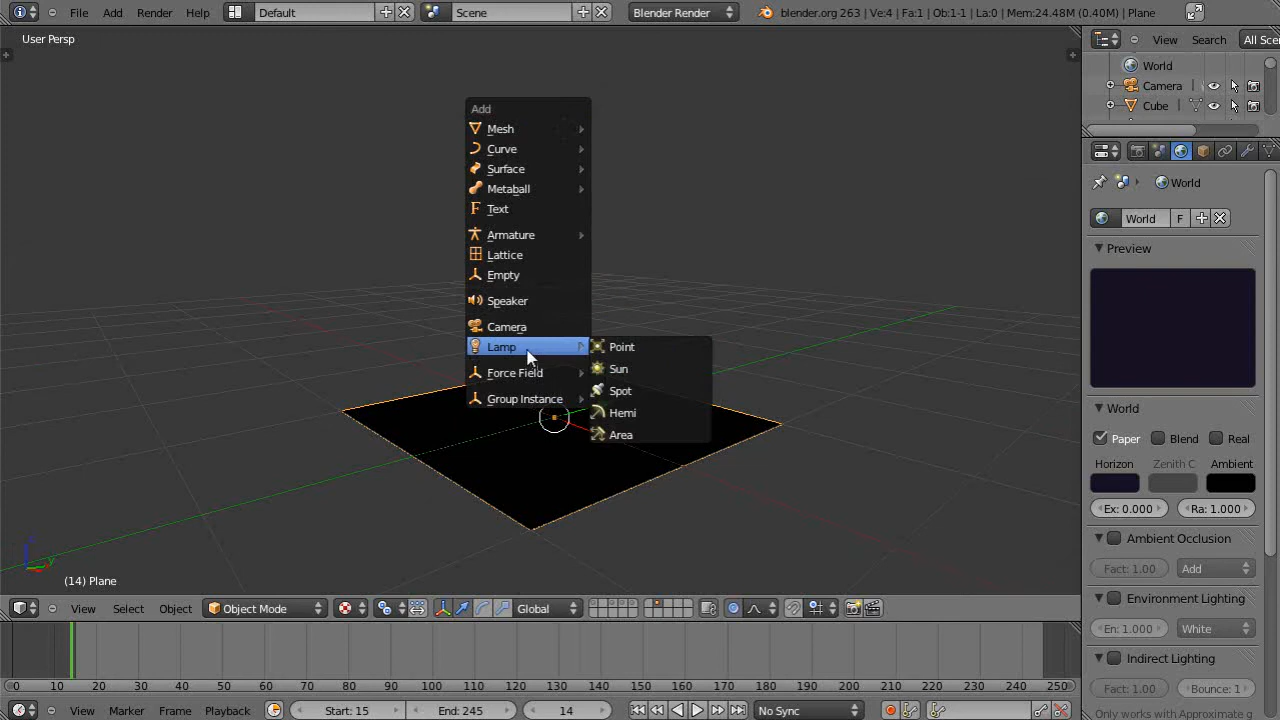 File Add Render Help Default Scene Blender Render blender.org 263 | Ve:4 | Fa:1 | Ob:1-1 | La:0 | Mem:24.48M (0.40M) | Plane
User Persp
View Search All Sce
World
Camera
Cube
Add
Mesh
Curve
Surface
Metaball
Text
Armature
Lattice
Empty
Speaker
Camera
Lamp
Force Field
Group Instance
Point
Sun
Spot
Hemi
Area
World
World F
Preview
World
Paper Blend Real
Horizon Zenith C Ambient
Ex: 0.000 Ra: 1.000
Ambient Occlusion
Fact: 1.00 Add
Environment Lighting
En: 1.000 White
Indirect Lighting
Fact: 1.00 Bounce: 1
Only works with Approximate g
(14) Plane
View Select Object Object Mode Global
0 10 20 30 40 50 60 70 80 90 100 110 120 130 140 150 160 170 180 190 200 210 220 230 240 250
View Marker Frame Playback Start: 15 End: 245 14 No Sync